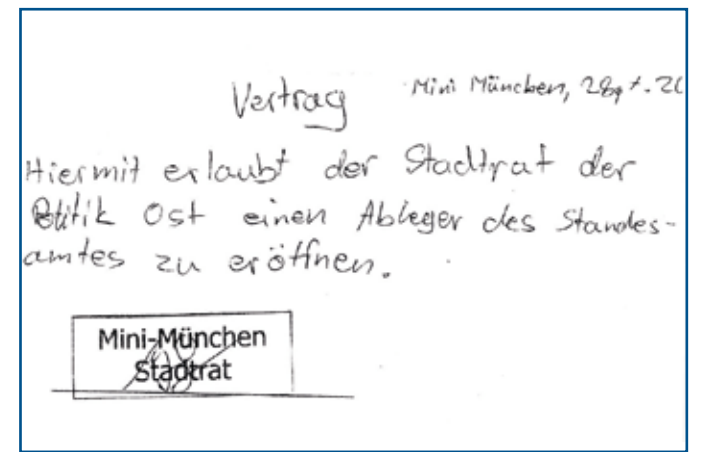 Vertrag Mini München,
Hiermit erlaubt der Stadtrat der
Ost einen Ableger des Standes-
amtes zu eröffnen.
Mini-München
Stadtrat